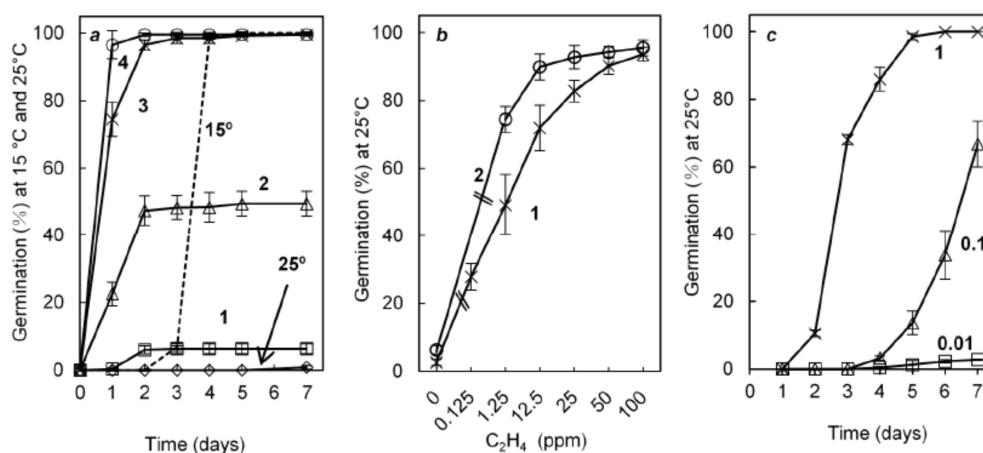 a
b
c
Germination (%) at 15 °C and 25°C
100
80
60
40
20
0
4
3
15°
2
25°
1
0 1 2 3 4 5 6 7
Time (days)
Germination (%) at 25°C
100
80
60
40
20
0
2
1
0 0.125 1.25 12.5 25 50 100
C₂H₄ (ppm)
Germination (%) at 25°C
100
80
60
40
20
0
1
0.1
0.01
0 1 2 3 4 5 6 7
Time (days)